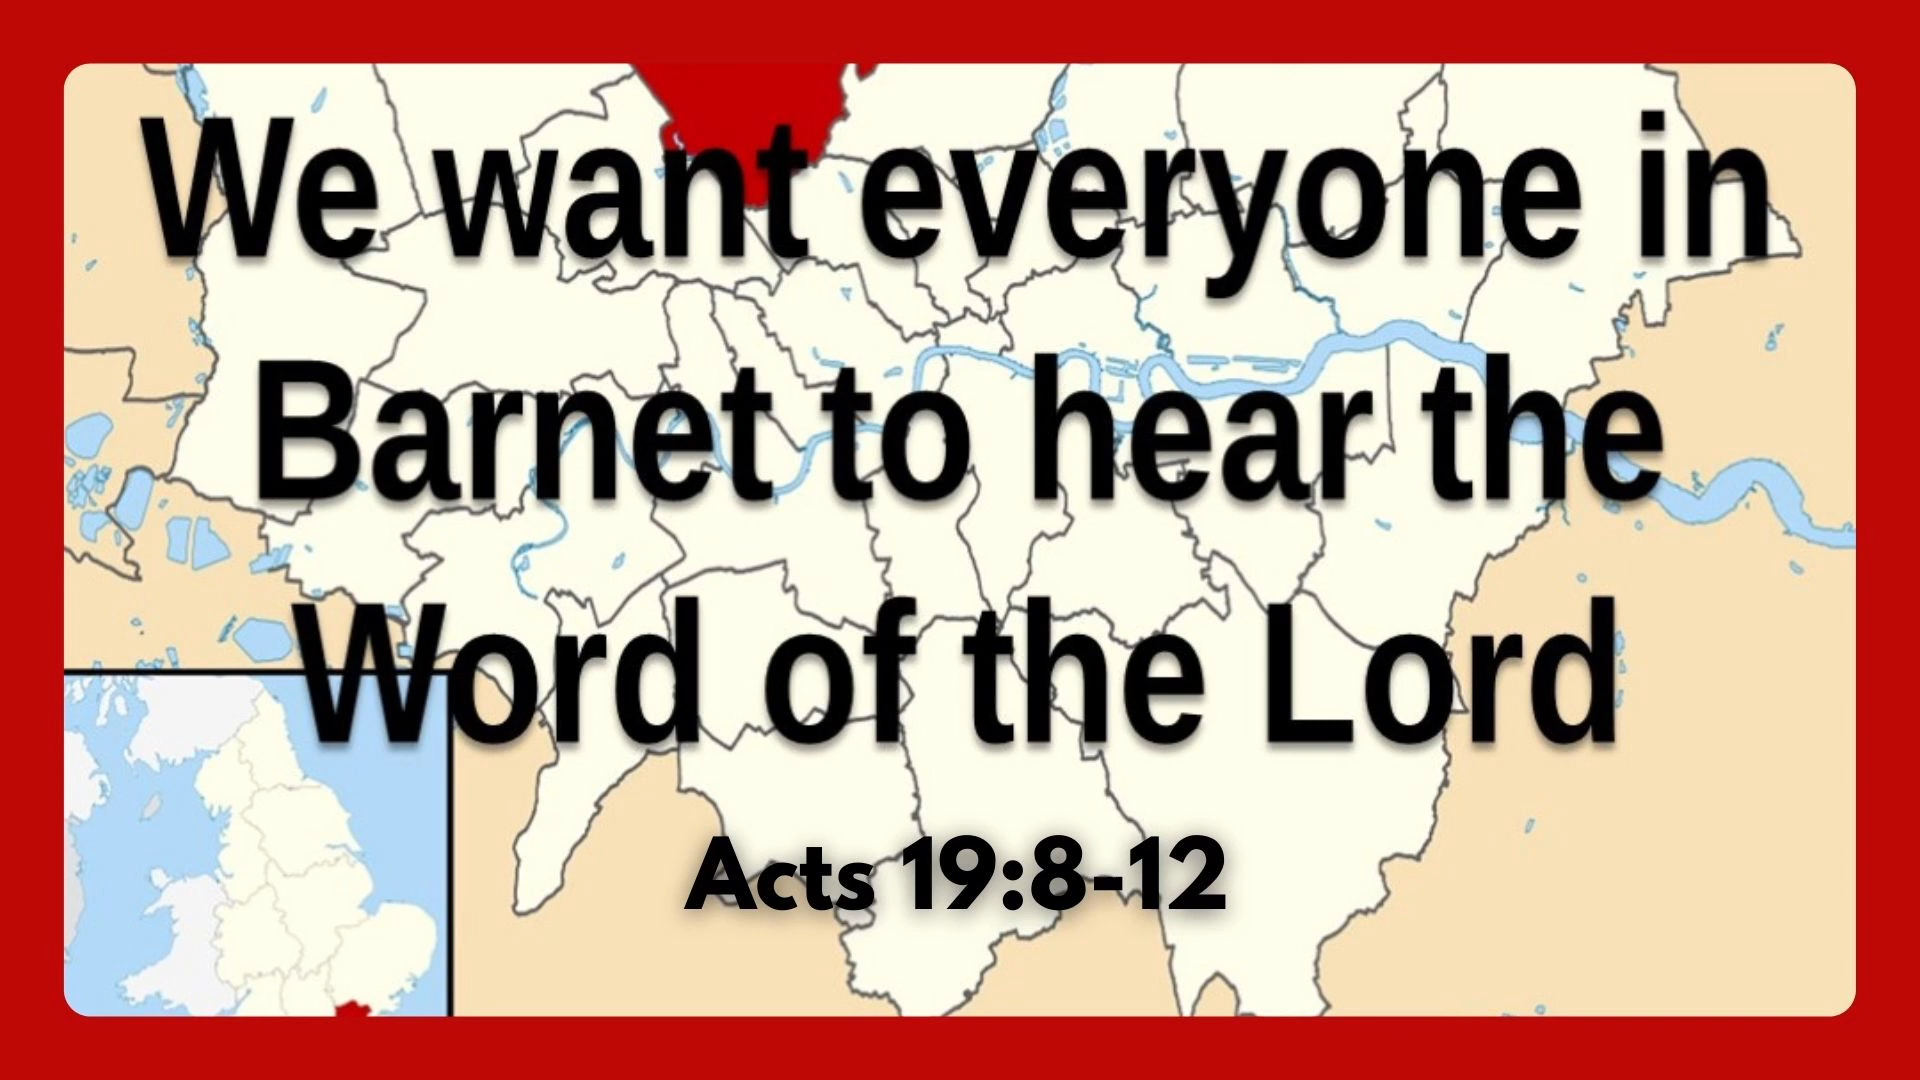 We want everyone in
Barnet to hear the
Word of the Lord
Acts 19:8-12